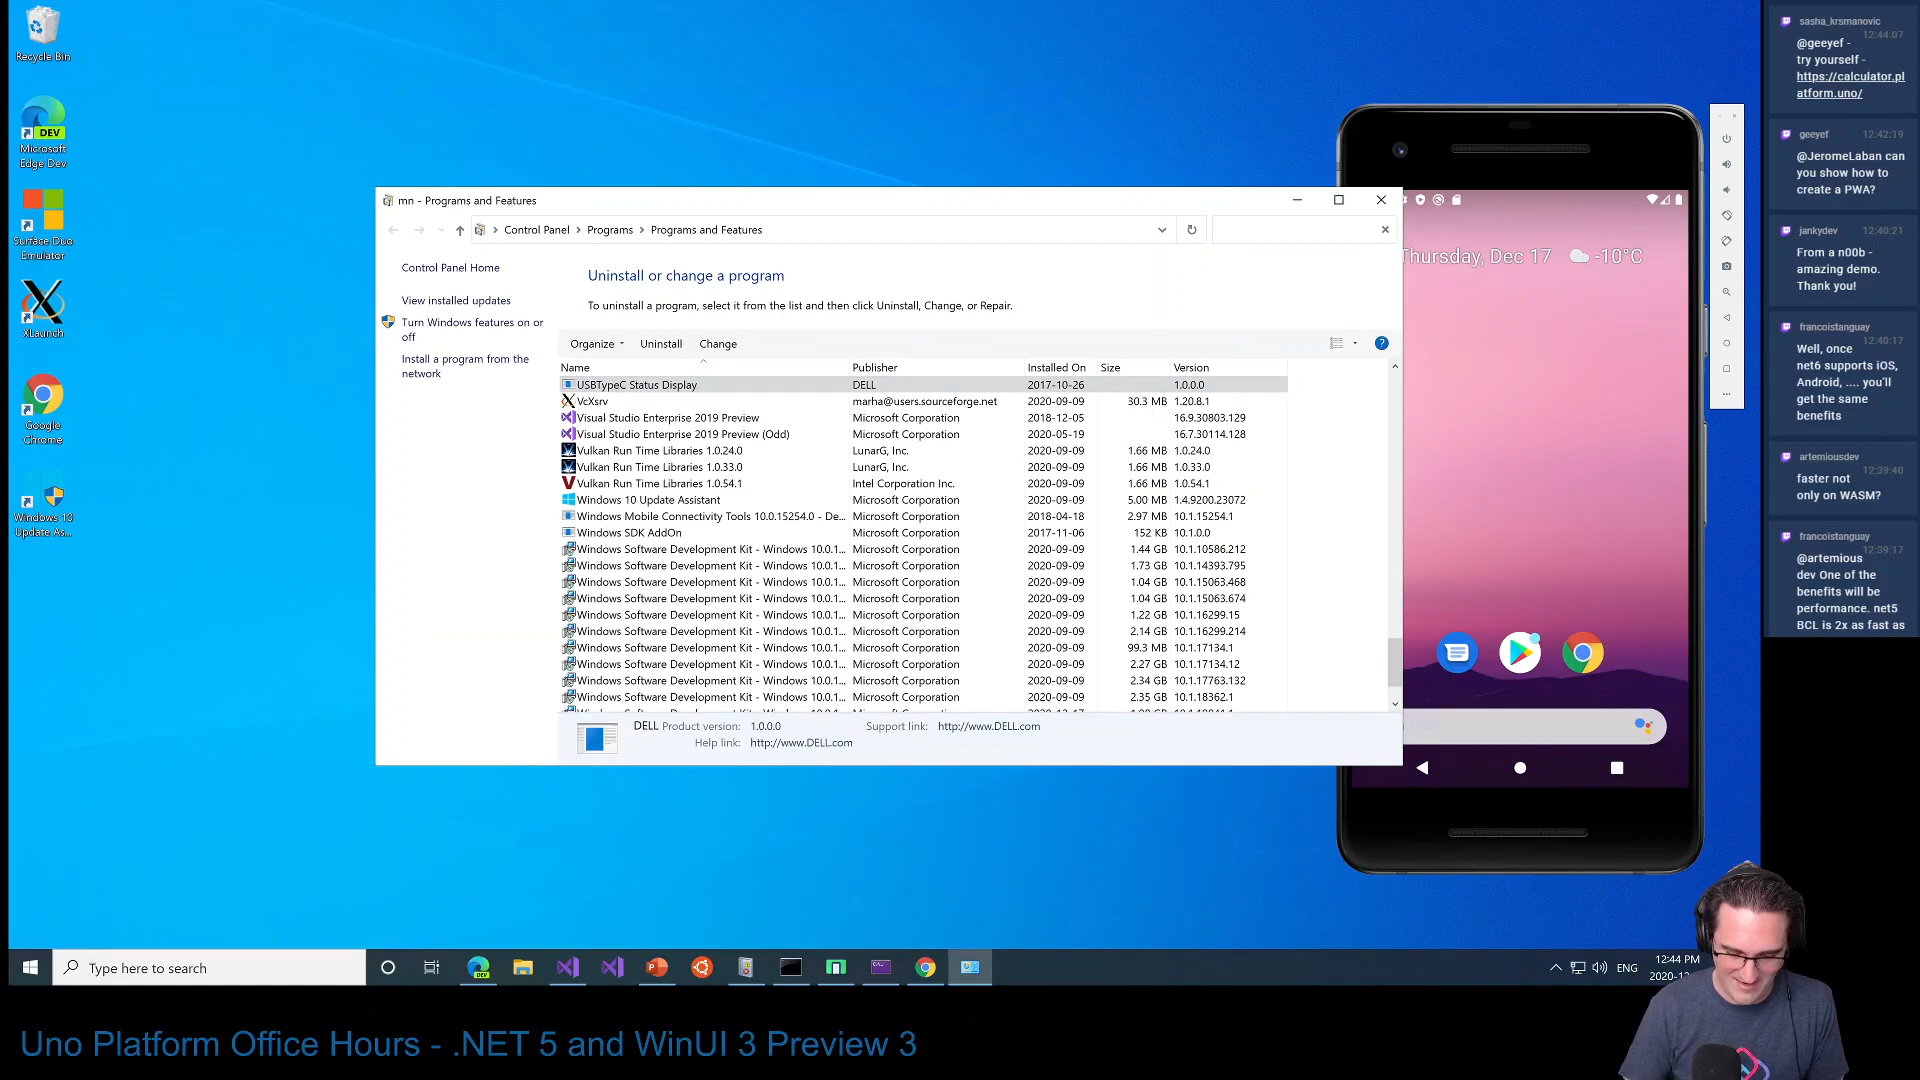 Recycle Bin
DEV
Microsoft
Edge Dev
Surface Duo
Emulator
XLaunch
Google
Chrome
Windows 10
Update As...
mn - Programs and Features
Control Panel
Programs
Programs and Features
Control Panel Home
View installed updates
Turn Windows features on or
off
Install a program from the
network
Uninstall or change a program
To uninstall a program, select it from the list and then click Uninstall, Change, or Repair.
Organize Uninstall Change
Name Publisher Installed On Size Version
USBTypeC Status Display DELL 2017-10-26 1.0.0.0
VcXsrv marha@users.sourceforge.net 2020-09-09 30.3 MB 1.20.8.1
Visual Studio Enterprise 2019 Preview Microsoft Corporation 2018-12-05 16.9.30803.129
Visual Studio Enterprise 2019 Preview (Odd) Microsoft Corporation 2020-05-19 16.7.30114.128
Vulkan Run Time Libraries 1.0.24.0 LunarG, Inc. 2020-09-09 1.66 MB 1.0.24.0
Vulkan Run Time Libraries 1.0.33.0 LunarG, Inc. 2020-09-09 1.66 MB 1.0.33.0
Vulkan Run Time Libraries 1.0.54.1 Intel Corporation Inc. 2020-09-09 1.66 MB 1.0.54.1
Windows 10 Update Assistant Microsoft Corporation 2020-09-09 5.00 MB 1.4.9200.23072
Windows Mobile Connectivity Tools 10.0.15254.0 - De... Microsoft Corporation 2018-04-18 2.97 MB 10.1.15254.1
Windows SDK AddOn Microsoft Corporation 2017-11-06 152 KB 10.1.0.0
Windows Software Development Kit - Windows 10.0.1... Microsoft Corporation 2020-09-09 1.44 GB 10.1.10586.212
Windows Software Development Kit - Windows 10.0.1... Microsoft Corporation 2020-09-09 1.73 GB 10.1.14393.795
Windows Software Development Kit - Windows 10.0.1... Microsoft Corporation 2020-09-09 1.04 GB 10.1.15063.468
Windows Software Development Kit - Windows 10.0.1... Microsoft Corporation 2020-09-09 1.04 GB 10.1.15063.674
Windows Software Development Kit - Windows 10.0.1... Microsoft Corporation 2020-09-09 1.22 GB 10.1.16299.15
Windows Software Development Kit - Windows 10.0.1... Microsoft Corporation 2020-09-09 2.14 GB 10.1.16299.214
Windows Software Development Kit - Windows 10.0.1... Microsoft Corporation 2020-09-09 99.3 MB 10.1.17134.1
Windows Software Development Kit - Windows 10.0.1... Microsoft Corporation 2020-09-09 2.27 GB 10.1.17134.12
Windows Software Development Kit - Windows 10.0.1... Microsoft Corporation 2020-09-09 2.34 GB 10.1.17763.132
Windows Software Development Kit - Windows 10.0.1... Microsoft Corporation 2020-09-09 2.35 GB 10.1.18362.1
DELL Product version: 1.0.0.0 Support link: http://www.DELL.com
Help link: http://www.DELL.com
Thursday, Dec 17 -10°C
sasha_krsmanovic
12:44:07
@geeyef -
try yourself -
https://calculator.pl
atform.uno/
geeyef 12:42:19
@JeromeLaban can
you show how to
create a PWA?
jankydev 12:40:21
From a n00b -
amazing demo.
Thank you!
francoistanguay
12:40:17
Well, once
net6 supports iOS,
Android, .... you'll
get the same
benefits
artemiousdev
12:39:40
faster not
only on WASM?
francoistanguay
12:39:17
@artemious
dev One of the
benefits will be
performance. net5
BCL is 2x as fast as
Type here to search
DEV
ENG
12:44 PM
2020-12-
Uno Platform Office Hours - .NET 5 and WinUI 3 Preview 3